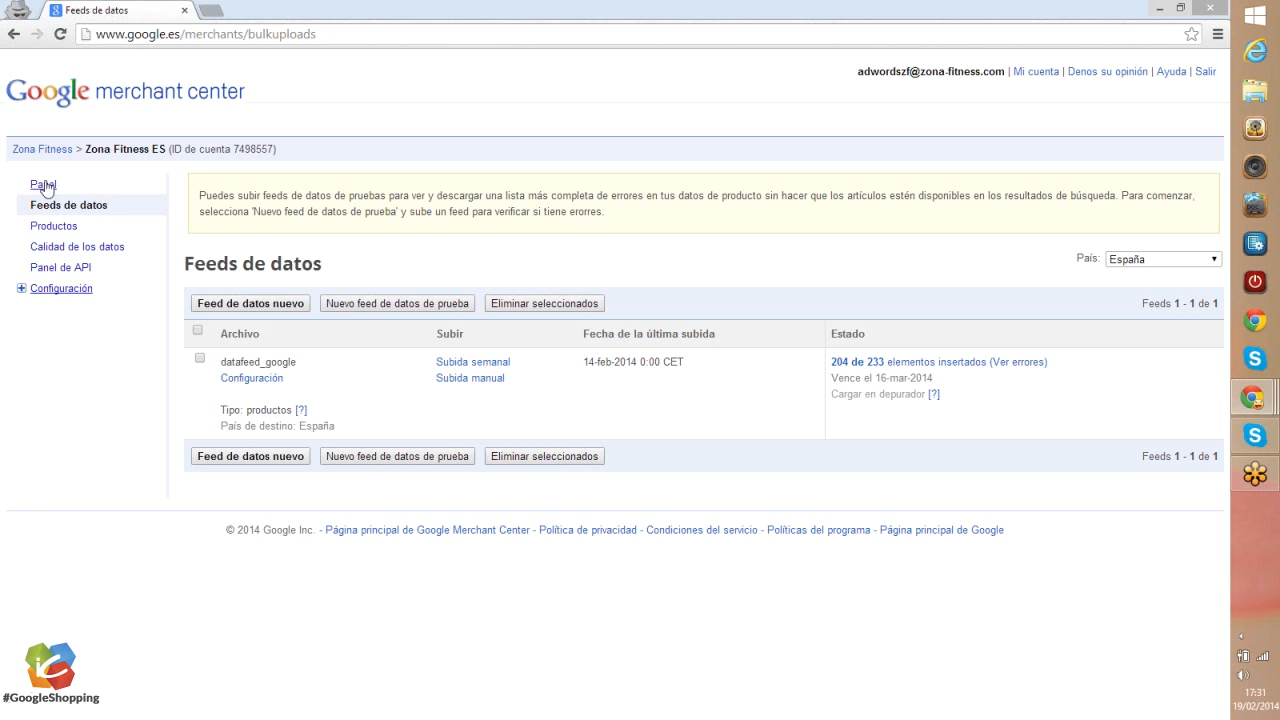 Feeds de datos
www.google.es/merchants/bulkuploads
adwordszf@zona-fitness.com | Mi cuenta | Denos su opinión | Ayuda | Salir
Google merchant center
Zona Fitness > Zona Fitness ES (ID de cuenta 7498557)
Panel
Feeds de datos
Productos
Calidad de los datos
Panel de API
Configuración
Puedes subir feeds de datos de pruebas para ver y descargar una lista más completa de errores en tus datos de producto sin hacer que los artículos estén disponibles en los resultados de búsqueda. Para comenzar,
selecciona 'Nuevo feed de datos de prueba' y sube un feed para verificar si tiene erorres.
Feeds de datos
País: España
Feed de datos nuevo Nuevo feed de datos de prueba Eliminar seleccionados Feeds 1 - 1 de 1
Archivo Subir Fecha de la última subida Estado
datafeed_google Subida semanal 14-feb-2014 0:00 CET 204 de 233 elementos insertados (Ver errores)
Configuración Subida manual Vence el 16-mar-2014
Cargar en depurador [?]
Tipo: productos [?]
País de destino: España
Feed de datos nuevo Nuevo feed de datos de prueba Eliminar seleccionados Feeds 1 - 1 de 1
© 2014 Google Inc. - Página principal de Google Merchant Center - Política de privacidad - Condiciones del servicio - Políticas del programa - Página principal de Google
#GoogleShopping
17:31
19/02/2014